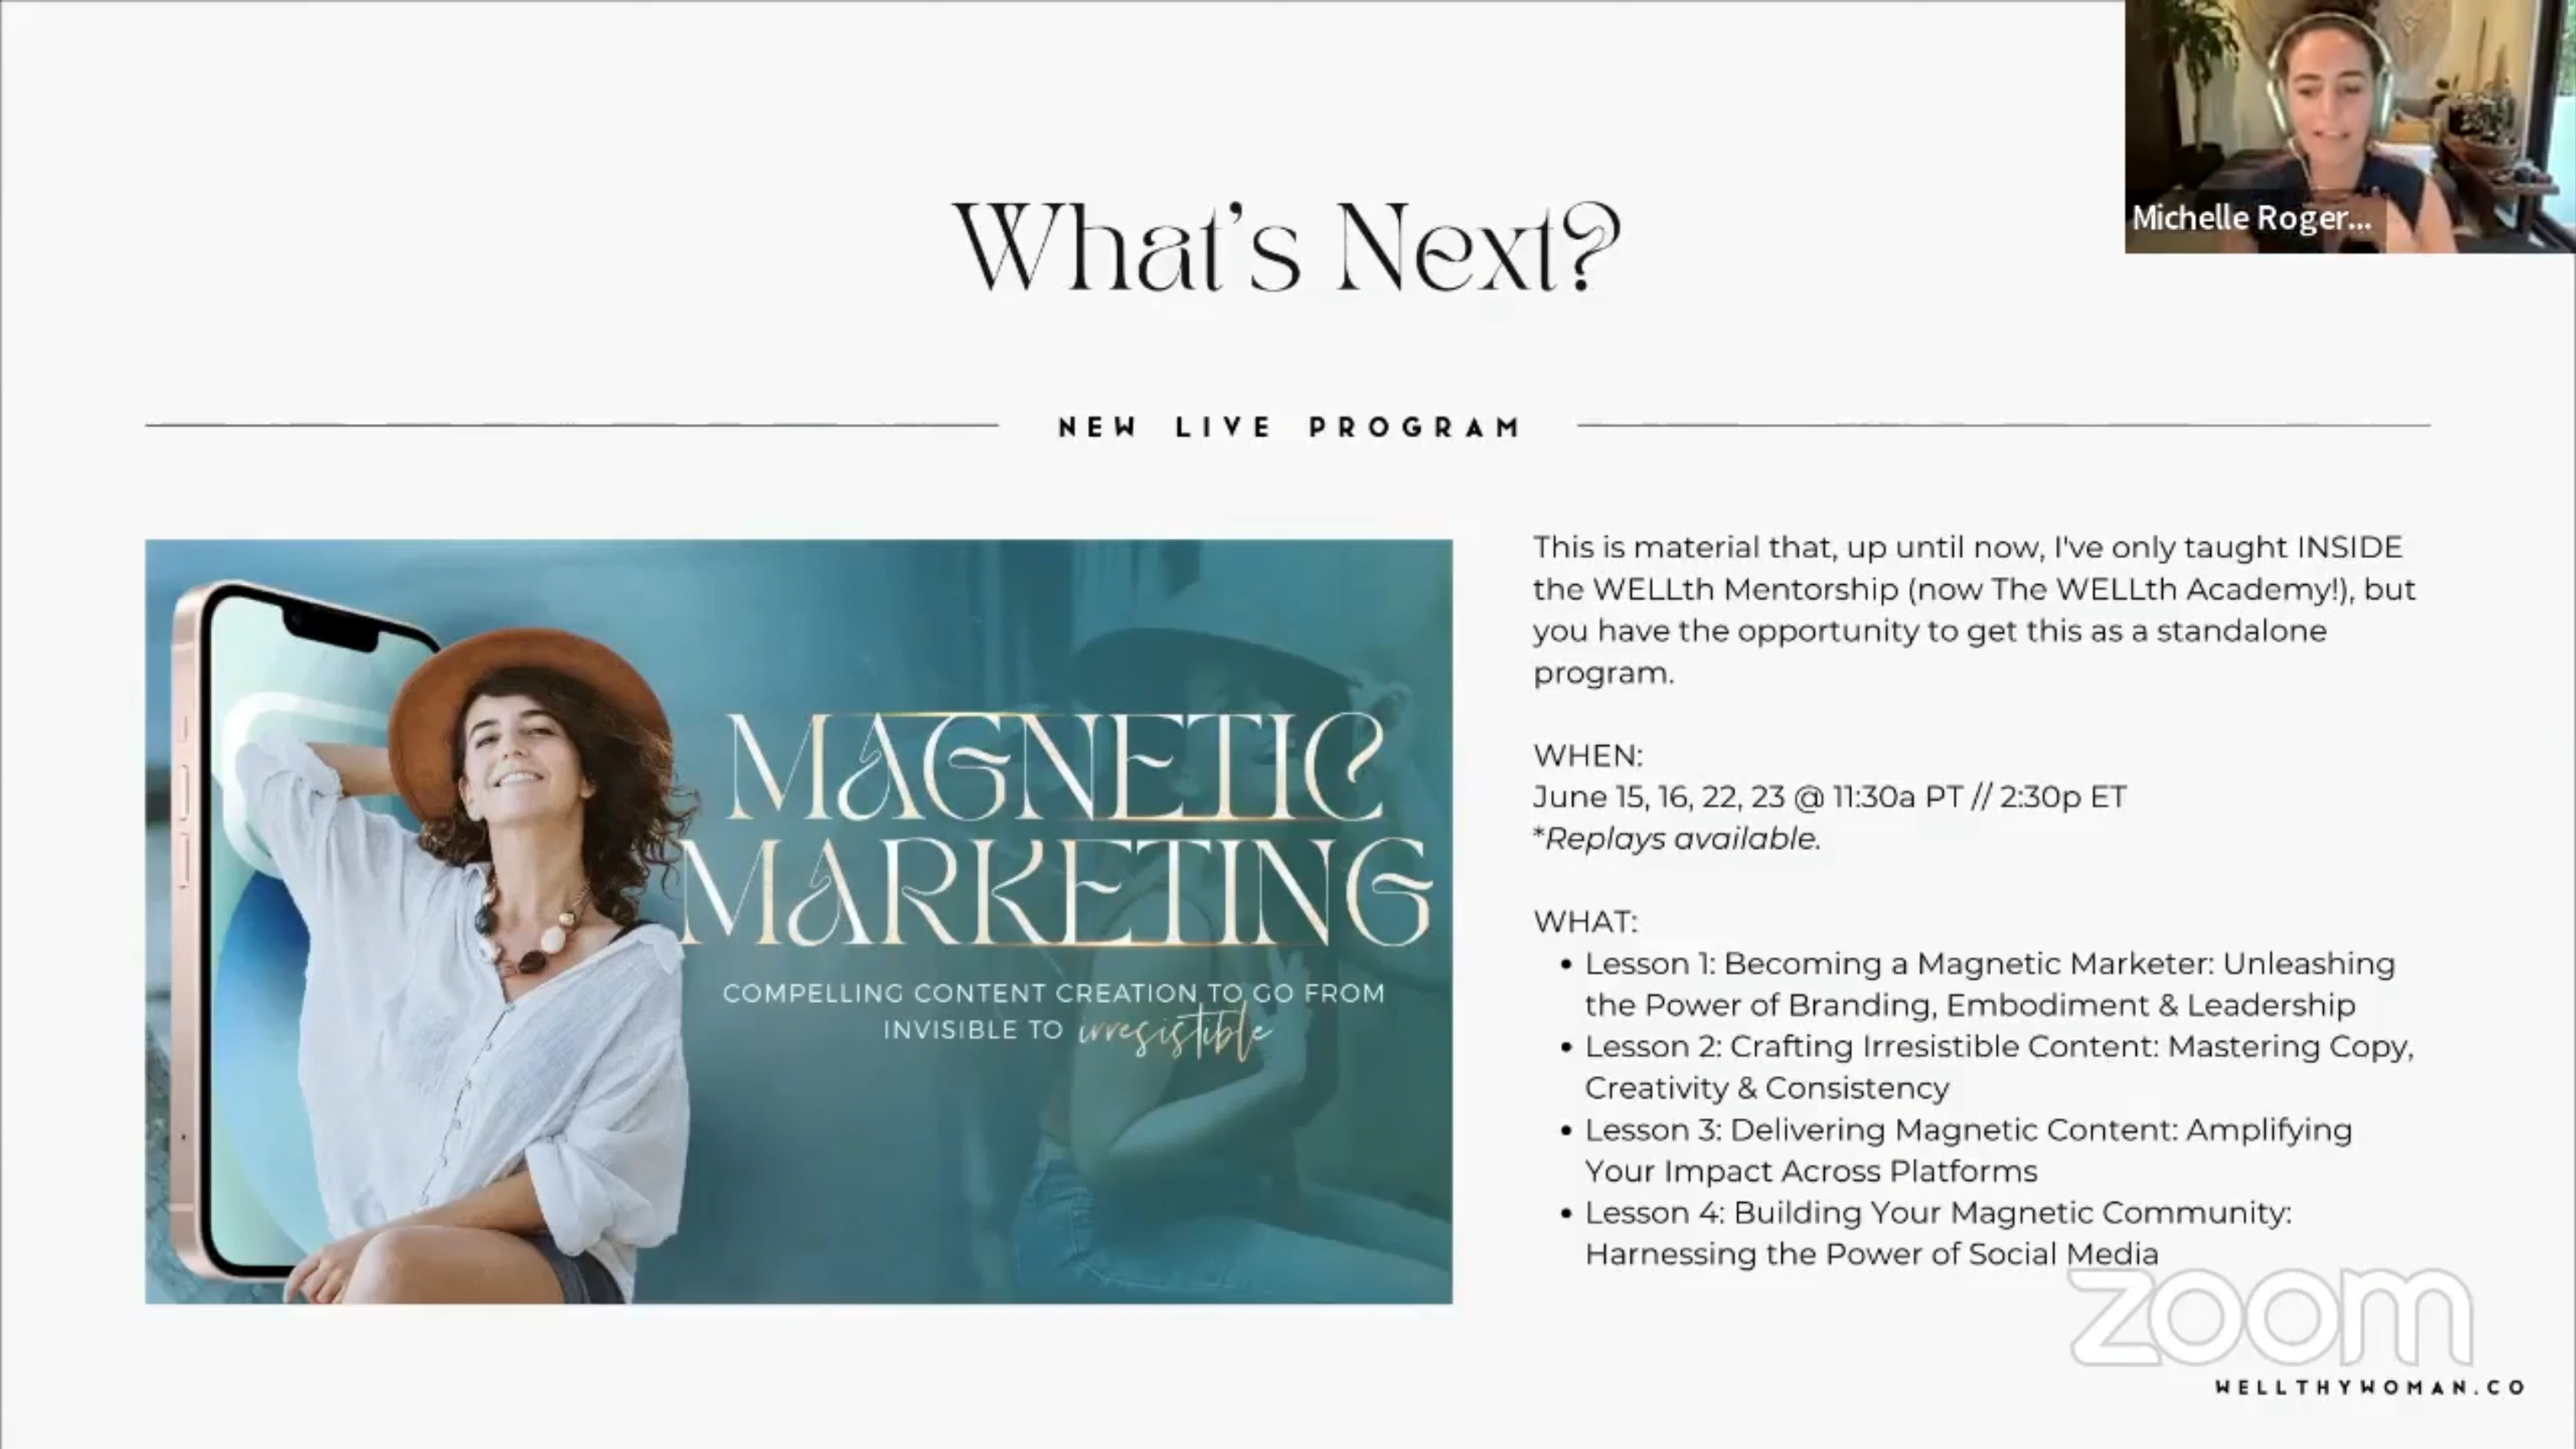 Michelle Roger...
What's Next?
NEW LIVE PROGRAM
MAGNETIC
MARKETING
COMPELLING CONTENT CREATION TO GO FROM
INVISIBLE TO irresistible
This is material that, up until now, I've only taught INSIDE
the WELLth Mentorship (now The WELLth Academy!), but
you have the opportunity to get this as a standalone
program.
WHEN:
June 15, 16, 22, 23 @ 11:30a PT // 2:30p ET
*Replays available.
WHAT:
• Lesson 1: Becoming a Magnetic Marketer: Unleashing
the Power of Branding, Embodiment & Leadership
• Lesson 2: Crafting Irresistible Content: Mastering Copy,
Creativity & Consistency
• Lesson 3: Delivering Magnetic Content: Amplifying
Your Impact Across Platforms
• Lesson 4: Building Your Magnetic Community:
Harnessing the Power of Social Media
zoom
WELLTHYWOMAN.CO